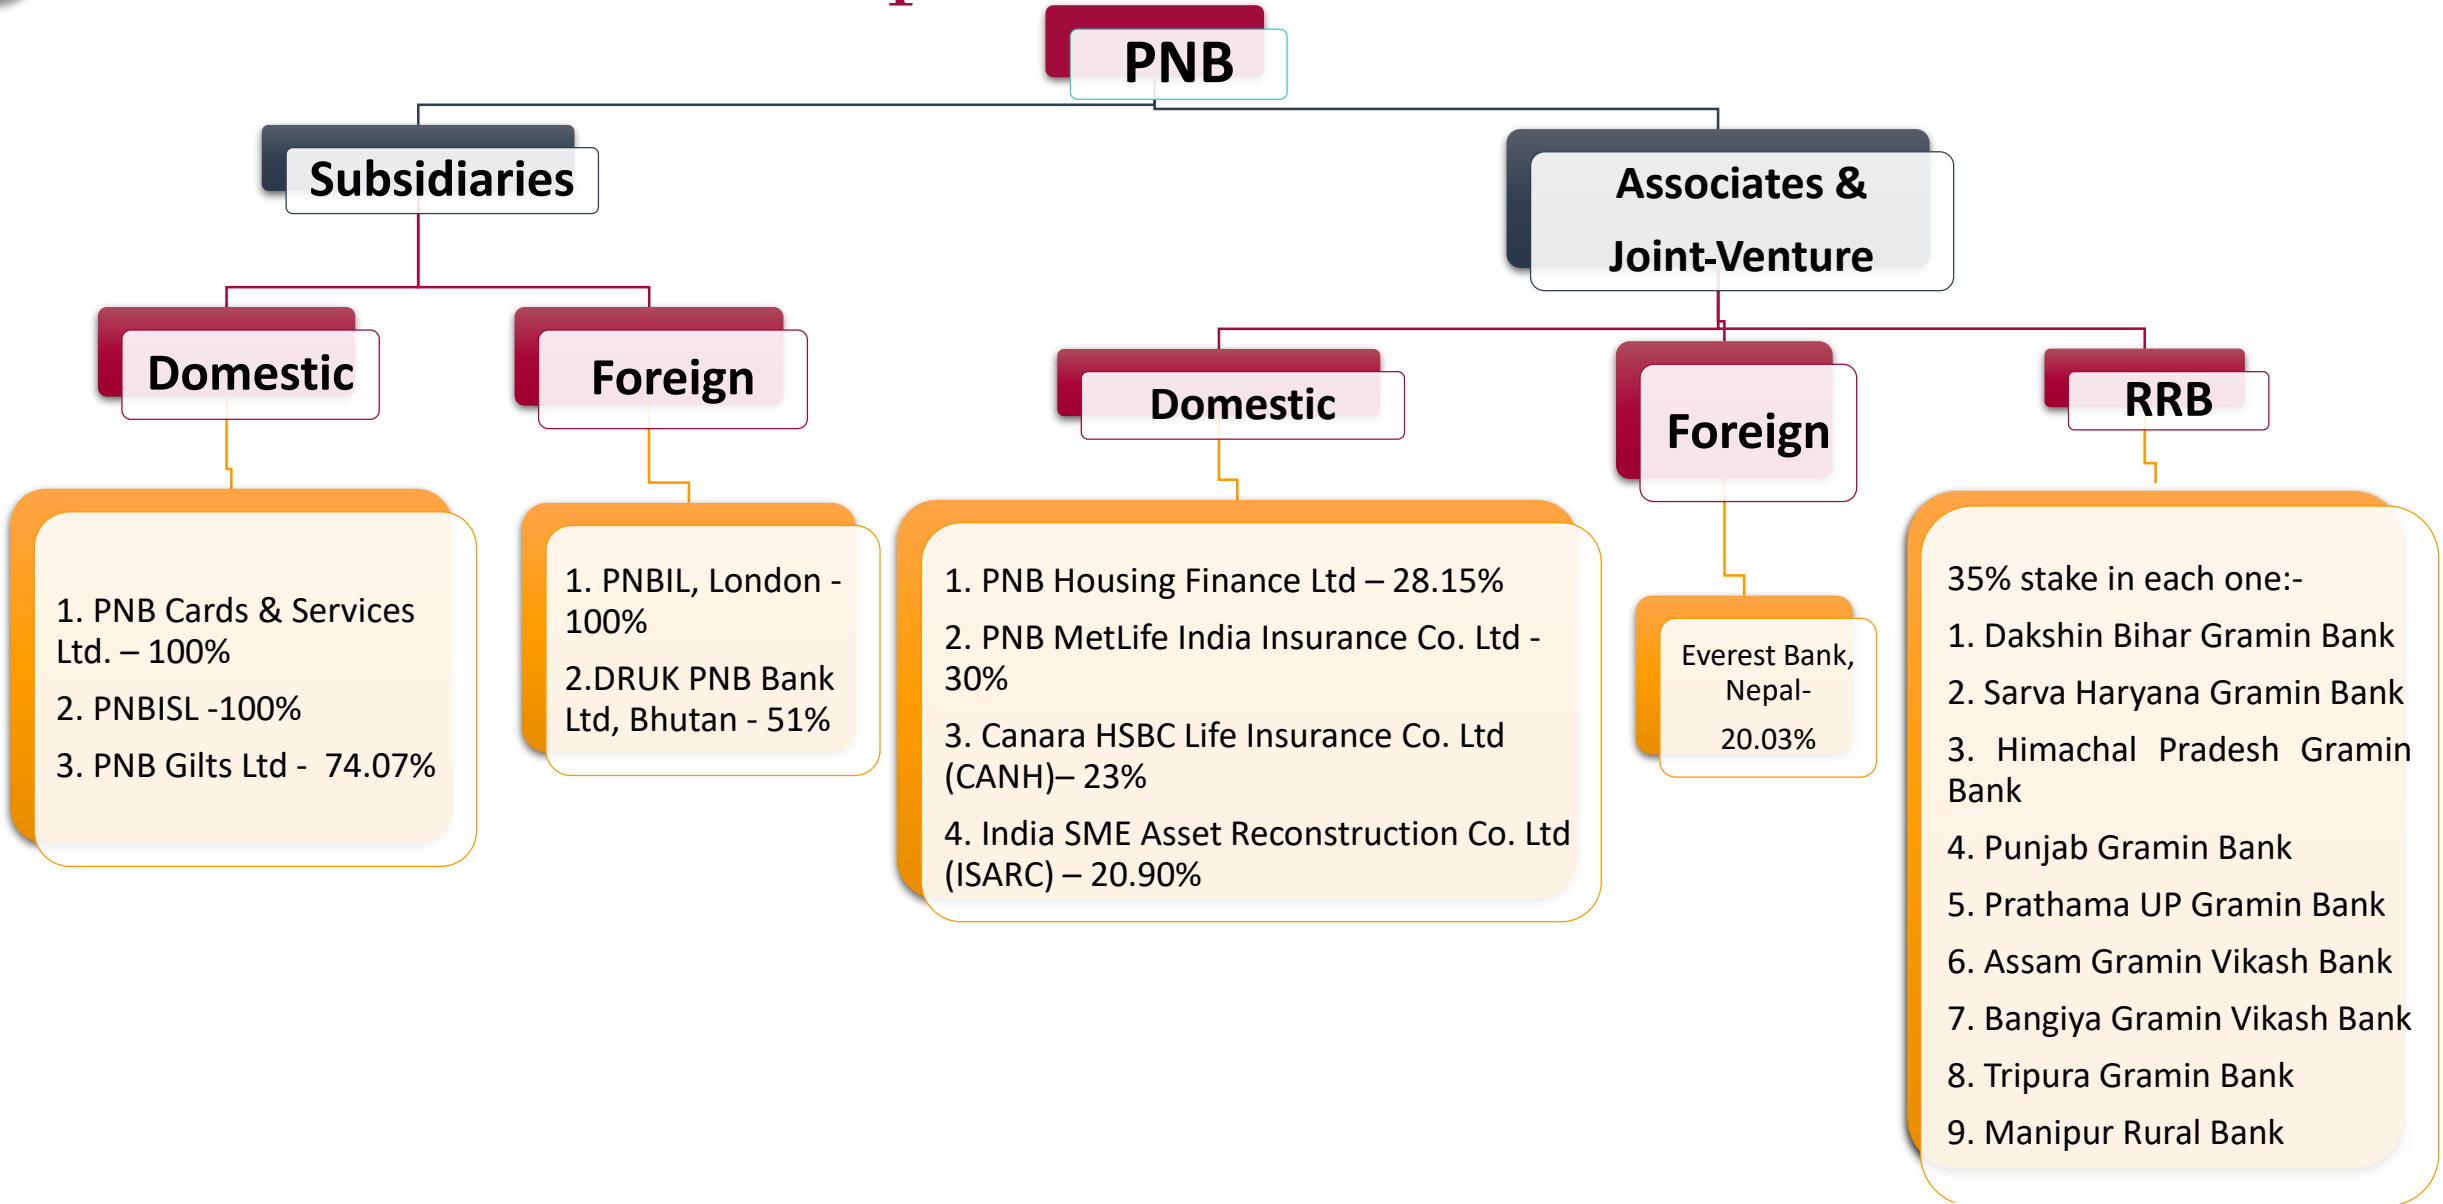 PNB
Subsidiaries
Associates &
Joint-Venture
Domestic
Foreign
Domestic
Foreign
RRB
1. PNB Cards & Services
Ltd. – 100%
2. PNBISL -100%
3. PNB Gilts Ltd - 74.07%
1. PNBIL, London -
100%
2.DRUK PNB Bank
Ltd, Bhutan - 51%
1. PNB Housing Finance Ltd – 28.15%
2. PNB MetLife India Insurance Co. Ltd -
30%
3. Canara HSBC Life Insurance Co. Ltd
(CANH)– 23%
4. India SME Asset Reconstruction Co. Ltd
(ISARC) – 20.90%
Everest Bank,
Nepal-
20.03%
35% stake in each one:-
1. Dakshin Bihar Gramin Bank
2. Sarva Haryana Gramin Bank
3. Himachal Pradesh Gramin
Bank
4. Punjab Gramin Bank
5. Prathama UP Gramin Bank
6. Assam Gramin Vikash Bank
7. Bangiya Gramin Vikash Bank
8. Tripura Gramin Bank
9. Manipur Rural Bank